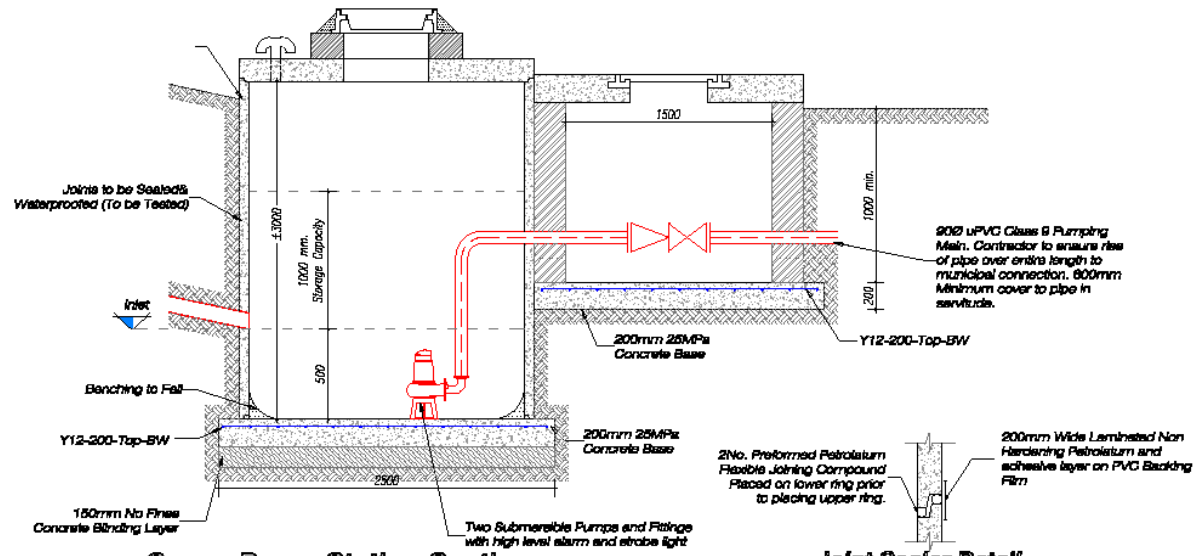 1500
Joints to be Sealed&
Waterproofed (To be Tested)
±3000
1000 mm.
Storage Capacity
1000 min.
90Ø uPVC Class 9 Pumping
Main. Contractor to ensure rise
of pipe over entire length to
municipal connection. 600mm
Minimum cover to pipe in
servitude.
Inlet
200
200mm 25MPa
Concrete Base
Y12-200-Top-BW
500
Benching to Fall
Y12-200-Top-BW
200mm 25MPa
Concrete Base
2500
150mm No Fines
Concrete Blinding Layer
Two Submersible Pumps and Fittings
with high level alarm and strobe light
2No. Preformed Petrolatum
Flexible Joining Compound
Placed on lower ring prior
to placing upper ring.
200mm Wide Laminated Non
Hardening Petrolatum and
adhesive layer on PVC Backing
Film